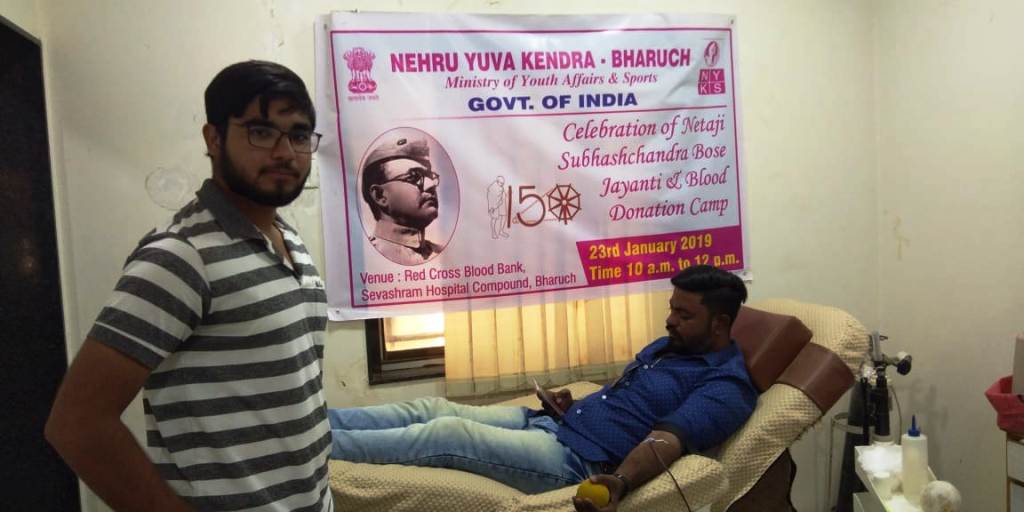 NEHRU YUVA KENDRA - BHARUCH
Ministry of Youth Affairs & Sports
GOVT. OF INDIA
NYKS
Celebration of Netaji
Subhashchandra Bose
Jayanti & Blood
Donation Camp
150
23rd January 2019
Time 10 a.m. to 12 p.m.
Venue : Red Cross Blood Bank,
Sevashram Hospital Compound, Bharuch